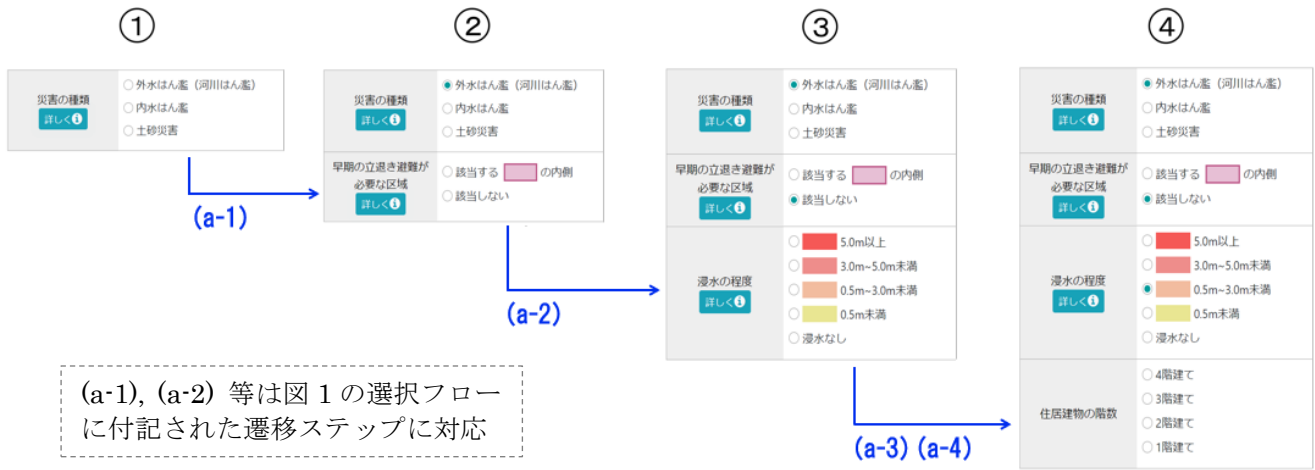 ①
②
③
④
災害の種類
詳しく
外水はん濫（河川はん濫）
内水はん濫
土砂災害
(a-1)
災害の種類
詳しく
外水はん濫（河川はん濫）
内水はん濫
土砂災害
早期の立退き避難が
必要な区域
詳しく
該当する の内側
該当しない
(a-2)
災害の種類
詳しく
外水はん濫（河川はん濫）
内水はん濫
土砂災害
早期の立退き避難が
必要な区域
詳しく
該当する の内側
該当しない
浸水の程度
詳しく
5.0m以上
3.0m~5.0m未満
0.5m~3.0m未満
0.5m未満
浸水なし
(a-3) (a-4)
災害の種類
詳しく
外水はん濫（河川はん濫）
内水はん濫
土砂災害
早期の立退き避難が
必要な区域
詳しく
該当する の内側
該当しない
浸水の程度
詳しく
5.0m以上
3.0m~5.0m未満
0.5m~3.0m未満
0.5m未満
浸水なし
住居建物の階数
4階建て
3階建て
2階建て
1階建て
(a-1), (a-2) 等は図 1 の選択フロー
に付記された遷移ステップに対応